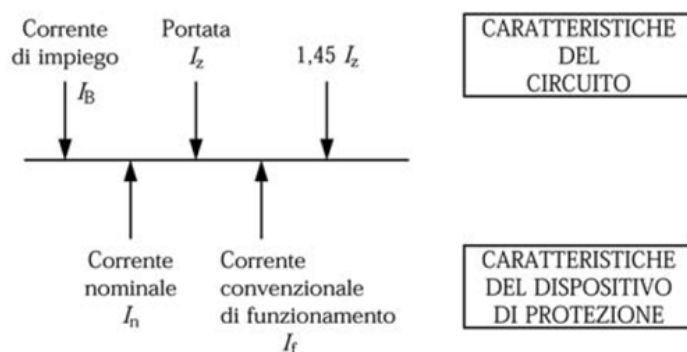 Corrente
di impiego
I_B
Portata
I_z
1,45 I_z
CARATTERISTICHE
DEL
CIRCUITO
Corrente
nominale
I_n
Corrente
convenzionale
di funzionamento
I_f
CARATTERISTICHE
DEL DISPOSITIVO
DI PROTEZIONE